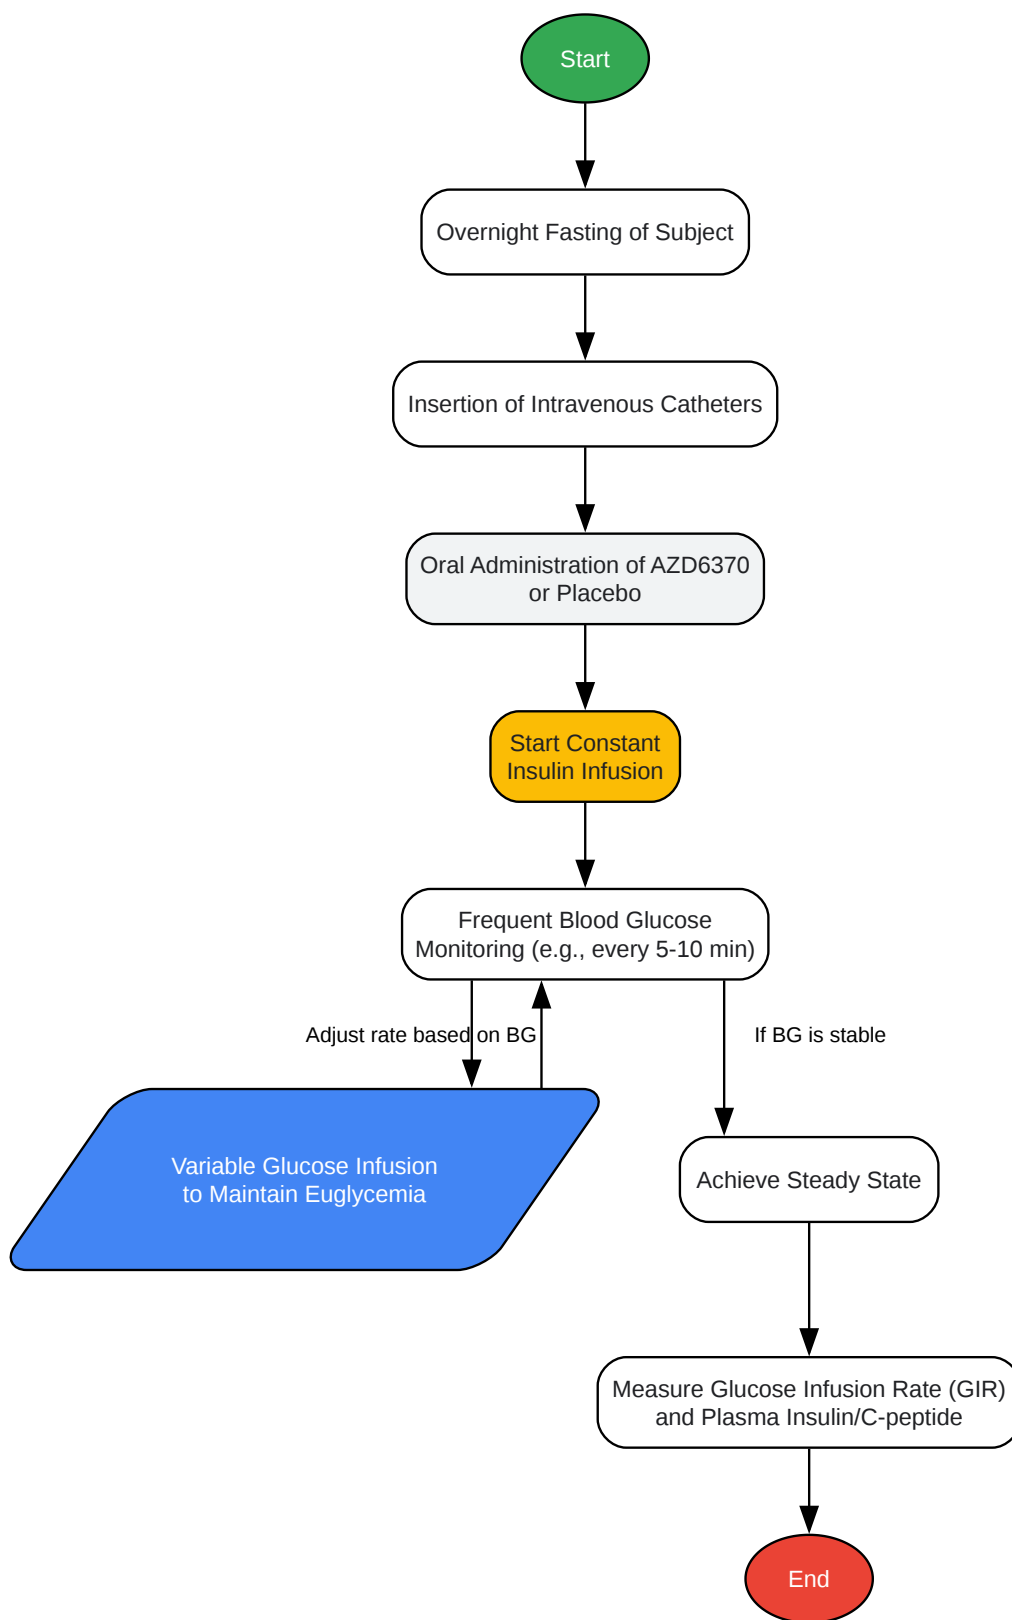 Start
Overnight Fasting of Subject
Insertion of Intravenous Catheters
Oral Administration of AZD6370
or Placebo
Start Constant
Insulin Infusion
Frequent Blood Glucose
Monitoring (e.g., every 5-10 min)
Adjust rate based on BG
If BG is stable
Variable Glucose Infusion
to Maintain Euglycemia
Achieve Steady State
Measure Glucose Infusion Rate (GIR)
and Plasma Insulin/C-peptide
End